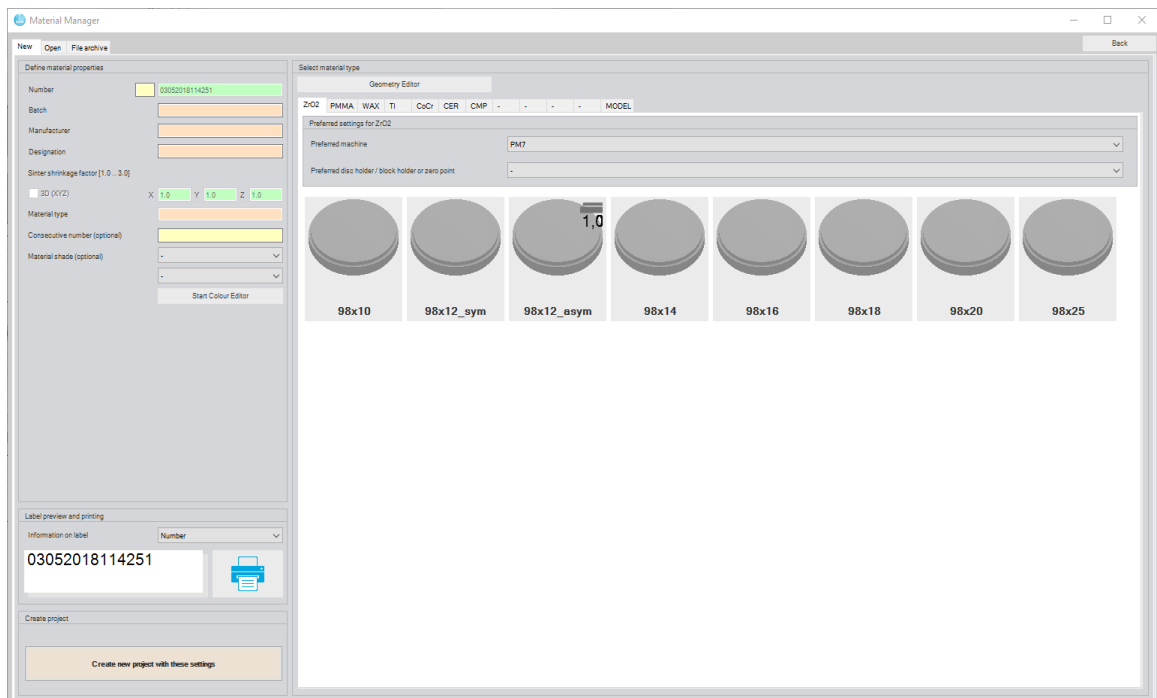 Material Manager
New Open File archive
Back
Define material properties
Number 03052018114251
Batch
Manufacturer
Designation
Sinter shrinkage factor [1.0 .. 3.0]
3D (XYZ) X 1.0 Y 1.0 Z 1.0
Material type
Consecutive number (optional)
Material shade (optional) -
-
Start Colour Editor
Label preview and printing
Information on label Number
03052018114251
Create project
Create new project with these settings
Select material type
Geometry Editor
ZrO2 PMMA WAX TI CoCr CER CMP - - - - MODEL
Preferred settings for ZrO2
Preferred machine PM7
Preferred disc holder / block holder or zero point -
1,0
98x10 98x12_sym 98x12_asym 98x14 98x16 98x18 98x20 98x25